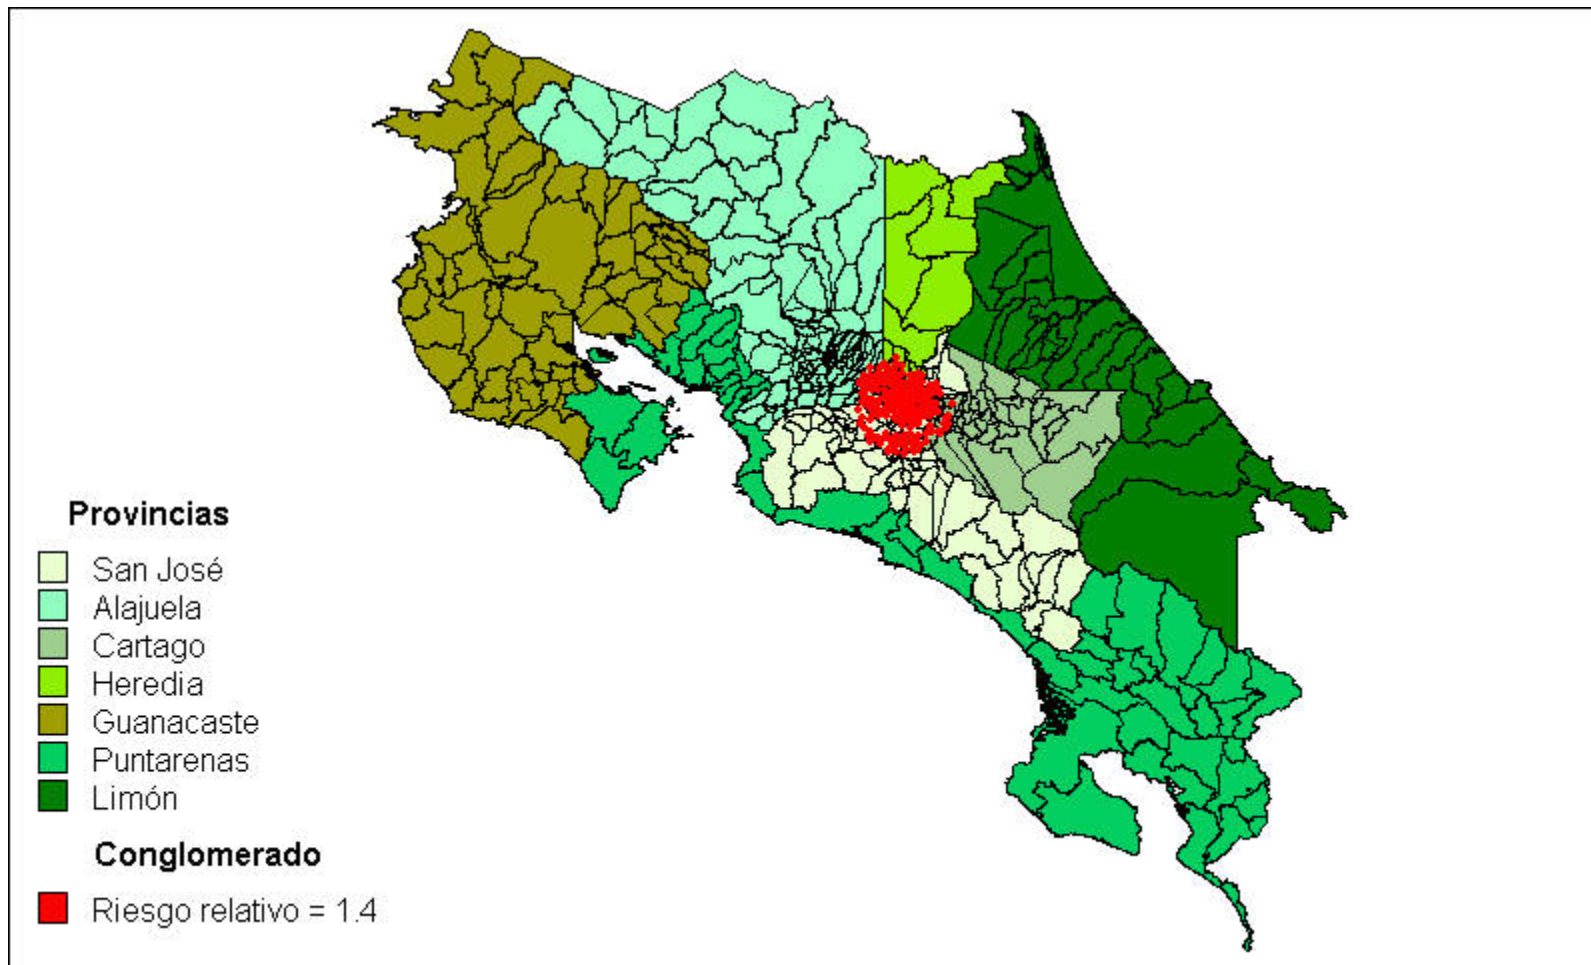 Provincias
San José
Alajuela
Cartago
Heredia
Guanacaste
Puntarenas
Limón
Conglomerado
Riesgo relativo = 1.4